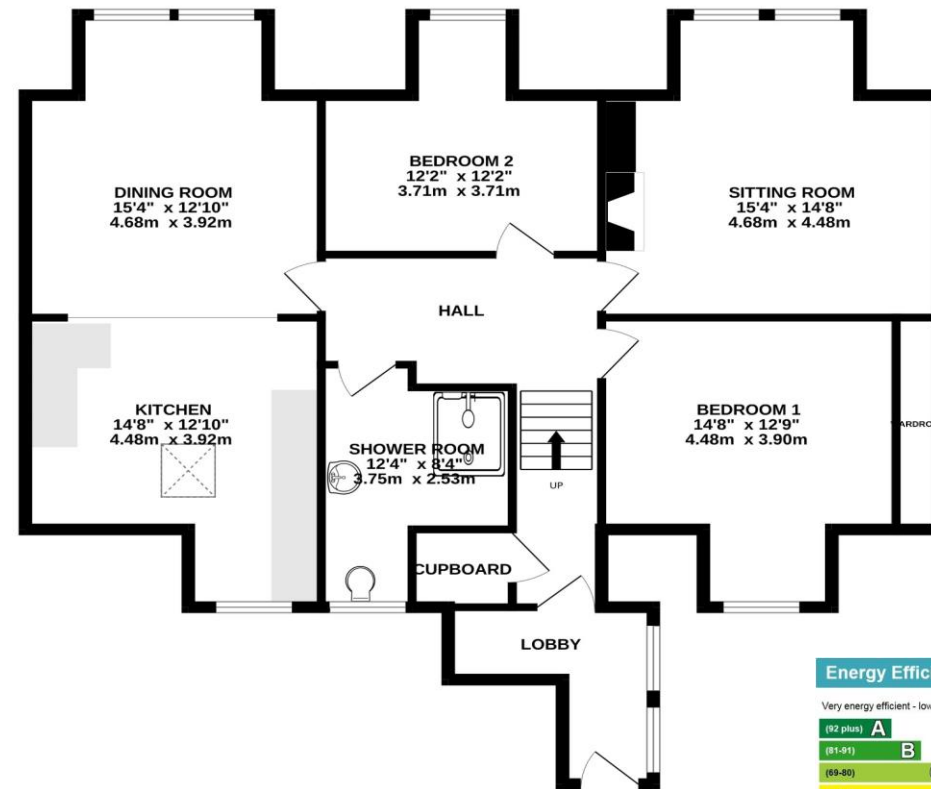 DINING ROOM
15'4" x 12'10"
4.68m x 3.92m
BEDROOM 2
12'2" x 12'2"
3.71m x 3.71m
SITTING ROOM
15'4" x 14'8"
4.68m x 4.48m
HALL
KITCHEN
14'8" x 12'10"
4.48m x 3.92m
SHOWER ROOM
12'4" x 8'4"
3.75m x 2.53m
BEDROOM 1
14'8" x 12'9"
4.48m x 3.90m
UP
CUPBOARD
LOBBY
Energy
Very energy efficient -
(92 plus) A
(81-91) B
(69-80)